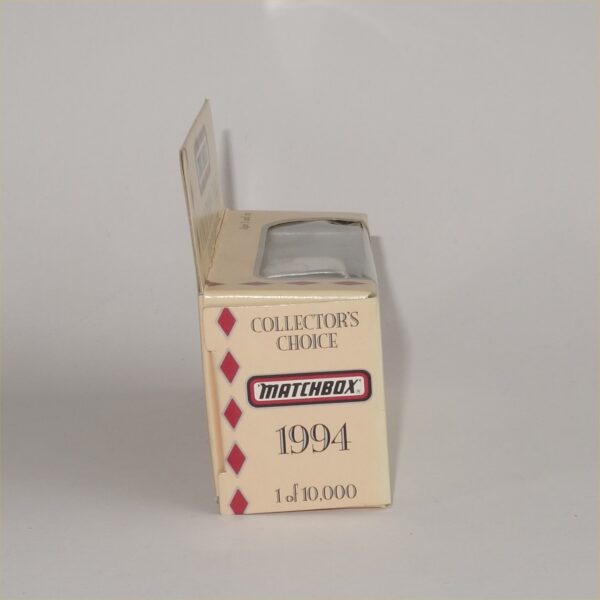 COLLECTOR'S
CHOICE
MATCHBOX
1994
1 of 10,000